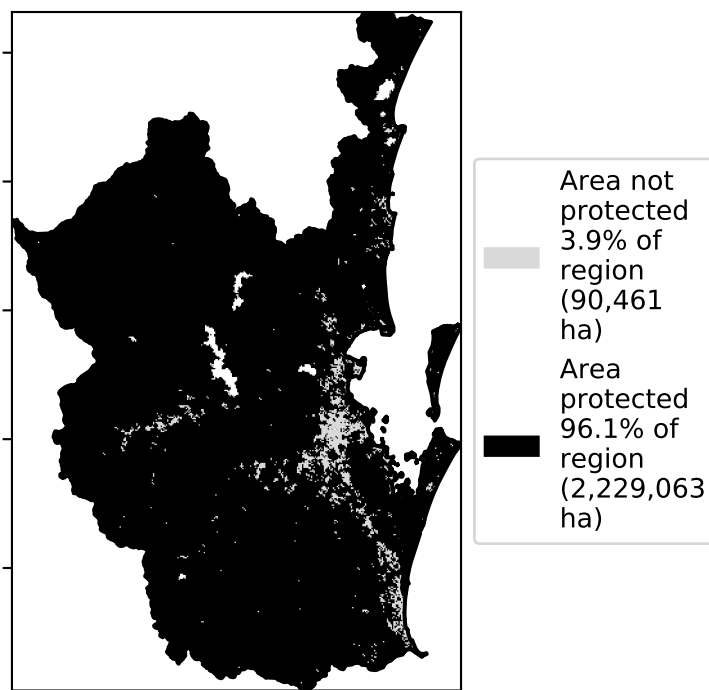 Area not
protected
3.9% of
region
(90,461
ha)
Area
protected
96.1% of
region
(2,229,063
ha)